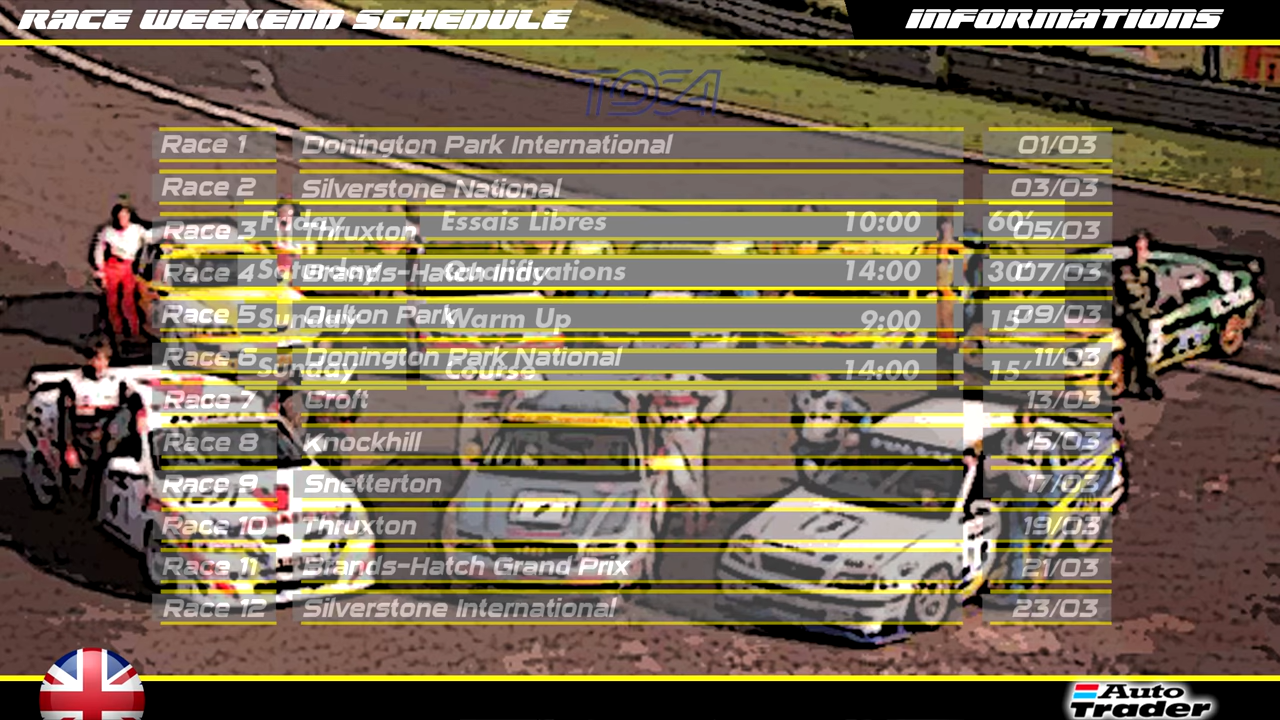 RACE WEEKEND SCHEDULE
INFORMATIONS
TOCA
Race 1 Donington Park International 01/03
Race 2 Silverstone National 03/03
Friday Essais Libres 10:00 60'
Race 3 Thruxton 05/03
Race 4 Brands-Hatch Indy 07/03
Saturday Qualifications 14:00 30'
Race 5 Oulton Park 09/03
Sunday Warm Up 9:00 15'
Race 6 Donington Park National 11/03
Sunday Course 14:00 15'
Race 7 Croft 13/03
Race 8 Knockhill 15/03
Race 9 Snetterton 17/03
Race 10 Thruxton 19/03
Race 11 Brands-Hatch Grand Prix 21/03
Race 12 Silverstone International 23/03
Auto
Trader